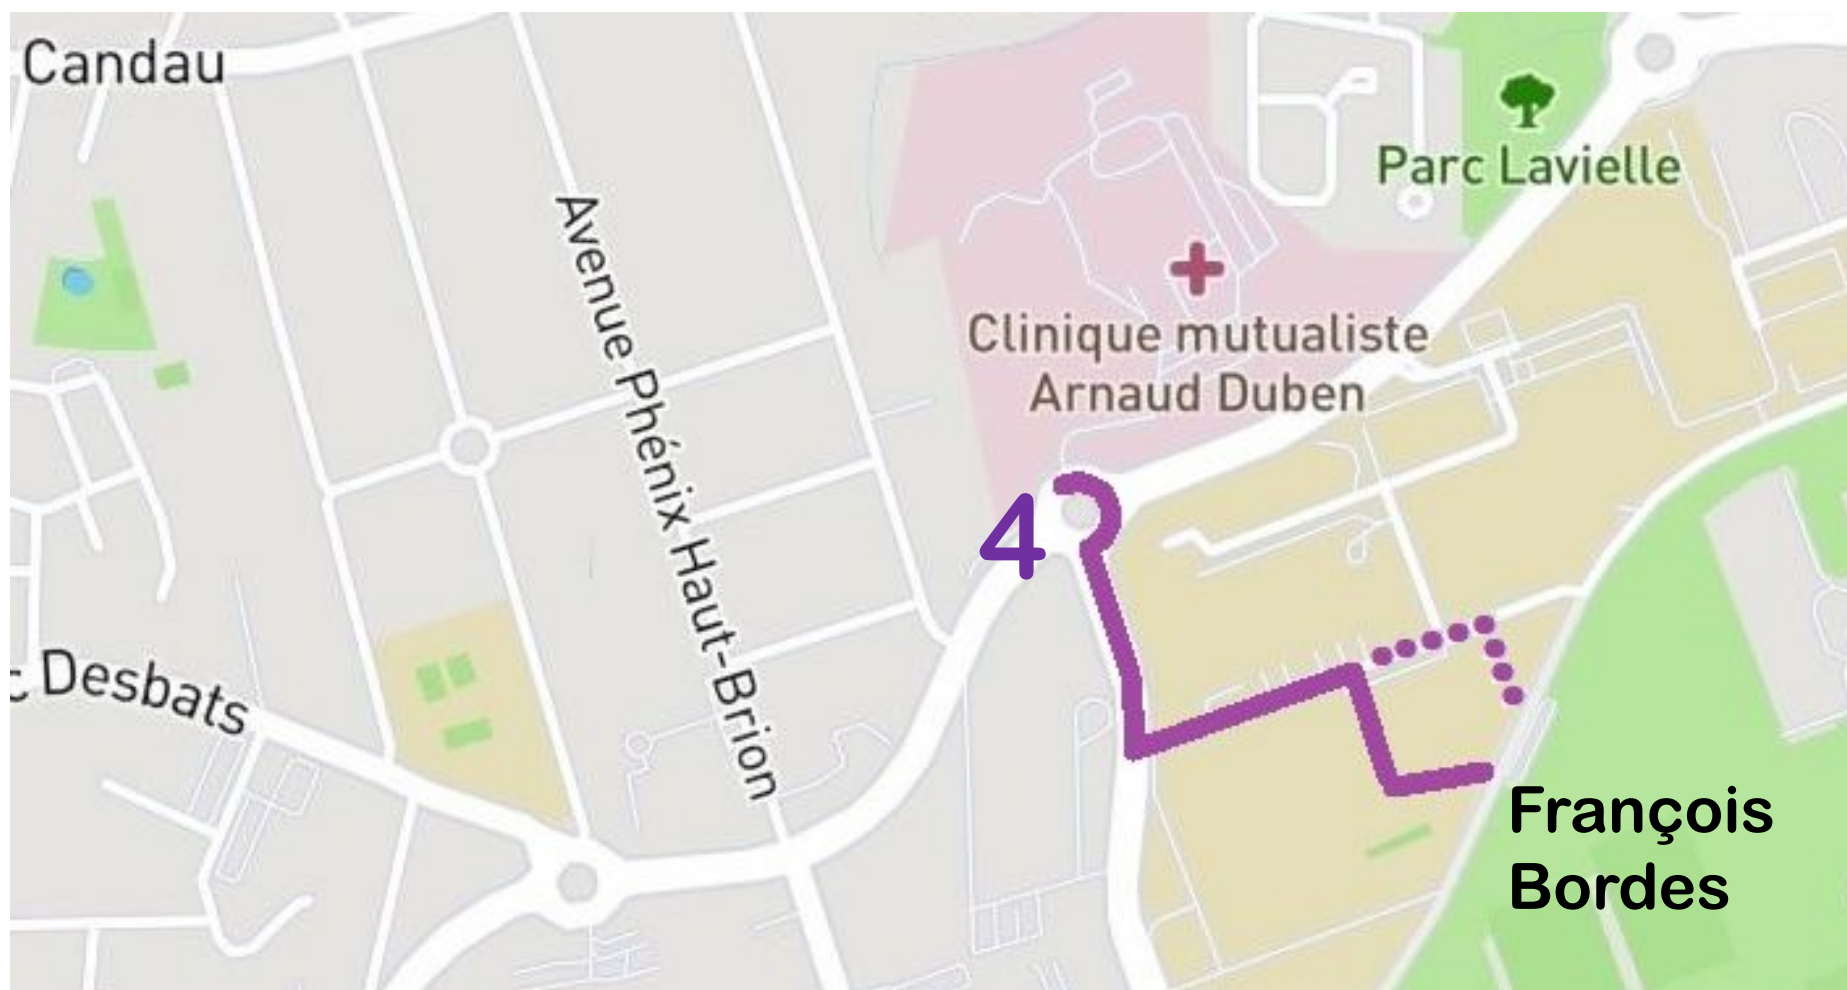 Candau
Parc Lavielle
Avenue Phénix Haut-Brion
Clinique mutualiste
Arnaud Duben
4
Desbats
François
Bordes